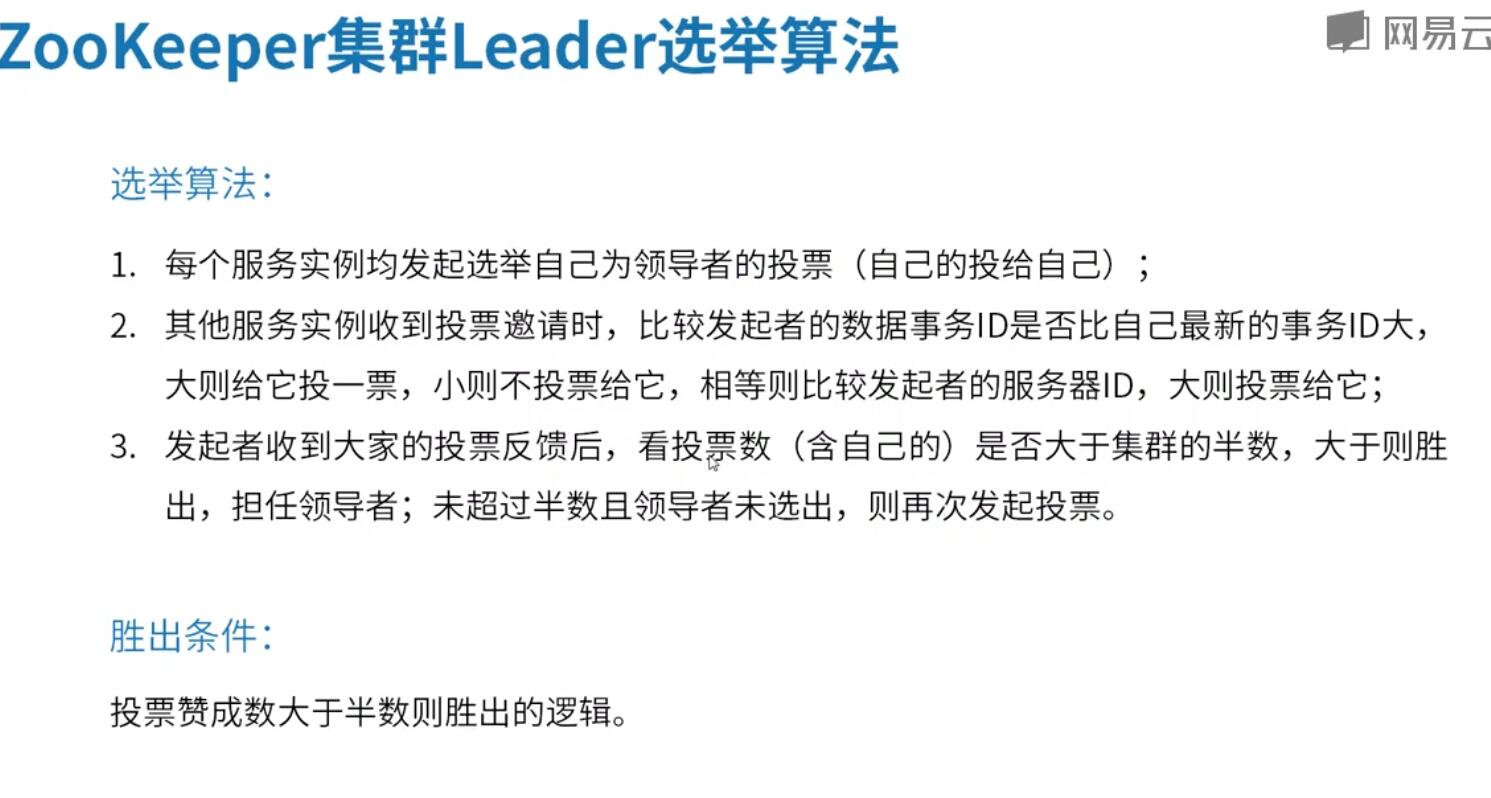 ZooKeeper集群Leader选举算法
网易云
选举算法：
1. 每个服务实例均发起选举自己为领导者的投票（自己的投给自己）；
2. 其他服务实例收到投票邀请时，比较发起者的数据事务ID是否比自己最新的事务ID大，
大则给它投一票，小则不投票给它，相等则比较发起者的服务器ID，大则投票给它；
3. 发起者收到大家的投票反馈后，看投票数（含自己的）是否大于集群的半数，大于则胜
出，担任领导者；未超过半数且领导者未选出，则再次发起投票。
胜出条件：
投票赞成数大于半数则胜出的逻辑。